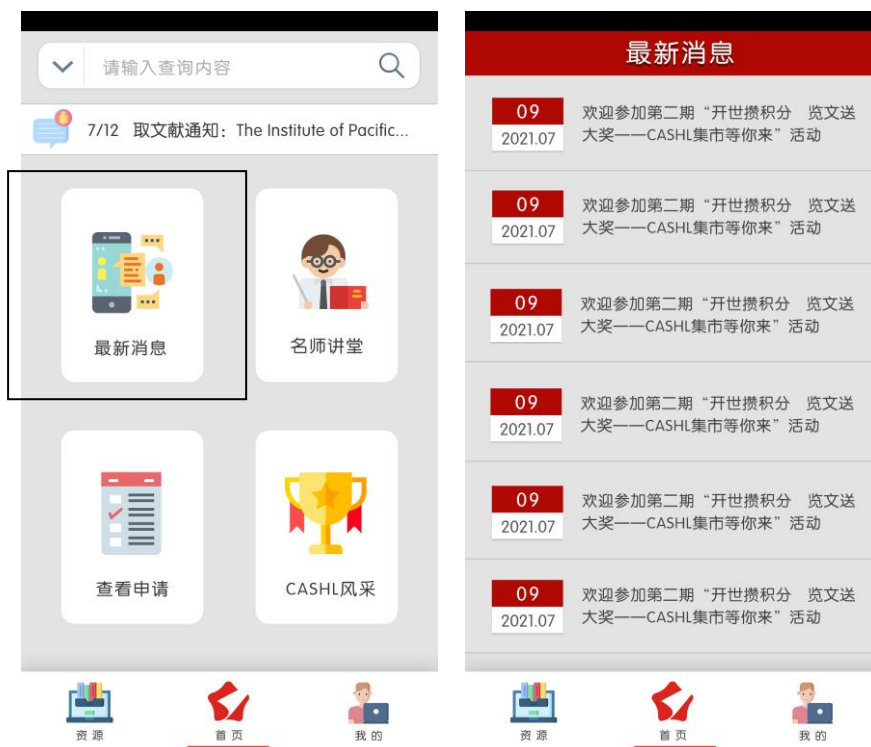 请输入查询内容
7/12 取文献通知：The Institute of Pacific...
最新消息
名师讲堂
查看申请
CASHL风采
资源
首页
我的
最新消息
09
2021.07
欢迎参加第二期“开世攒积分 览文送
大奖——CASHL集市等你来”活动
09
2021.07
欢迎参加第二期“开世攒积分 览文送
大奖——CASHL集市等你来”活动
09
2021.07
欢迎参加第二期“开世攒积分 览文送
大奖——CASHL集市等你来”活动
09
2021.07
欢迎参加第二期“开世攒积分 览文送
大奖——CASHL集市等你来”活动
09
2021.07
欢迎参加第二期“开世攒积分 览文送
大奖——CASHL集市等你来”活动
09
2021.07
欢迎参加第二期“开世攒积分 览文送
大奖——CASHL集市等你来”活动
资源
首页
我的